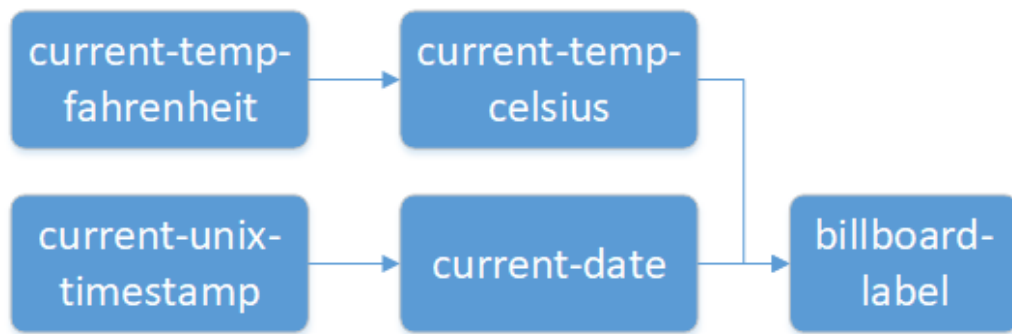 current-temp-
fahrenheit
current-temp-
celsius
current-unix-
timestamp
current-date
billboard-
label